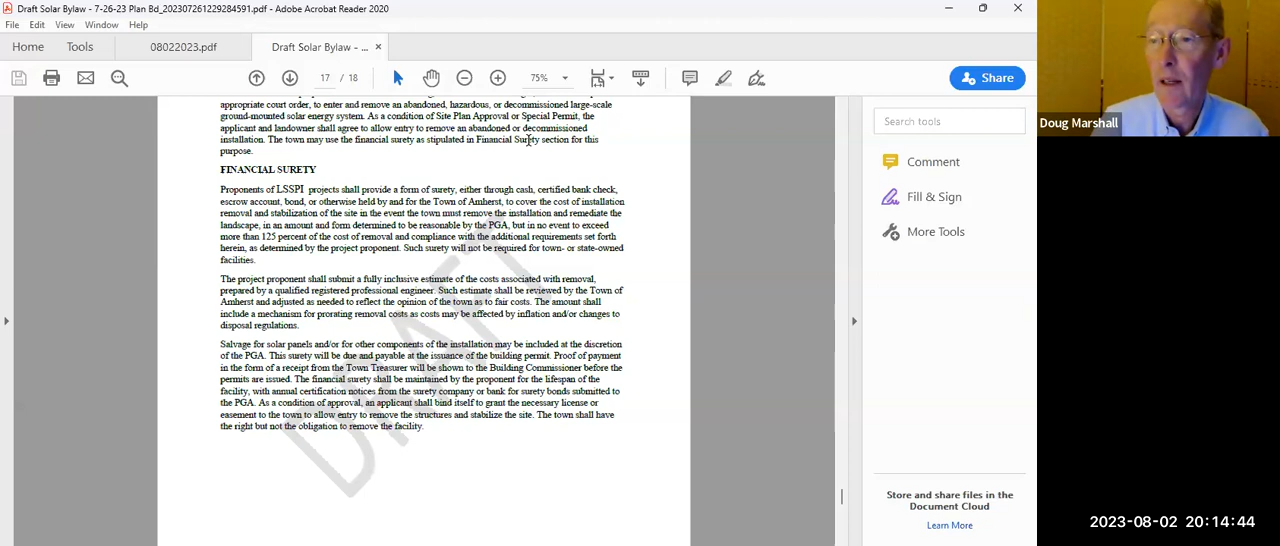 Draft Solar Bylaw - 7-26-23 Plan Bd_202307261229284591.pdf - Adobe Acrobat Reader 2020
File Edit View Window Help
Home Tools 08022023.pdf Draft Solar Bylaw - ... ×
17 / 18 75% Share
appropriate court order, to enter and remove an abandoned, hazardous, or decommissioned large-scale
ground-mounted solar energy system. As a condition of Site Plan Approval or Special Permit, the
applicant and landowner shall agree to allow entry to remove an abandoned or decommissioned
installation. The town may use the financial surety as stipulated in Financial Surety section for this
purpose.
FINANCIAL SURETY
Proponents of LSSPI projects shall provide a form of surety, either through cash, certified bank check,
escrow account, bond, or otherwise held by and for the Town of Amherst, to cover the cost of installation
removal and stabilization of the site in the event the town must remove the installation and remediate the
landscape, in an amount and form determined to be reasonable by the PGA, but in no event to exceed
more than 125 percent of the cost of removal and compliance with the additional requirements set forth
herein, as determined by the project proponent. Such surety will not be required for town- or state-owned
facilities.
The project proponent shall submit a fully inclusive estimate of the costs associated with removal,
prepared by a qualified registered professional engineer. Such estimate shall be reviewed by the Town of
Amherst and adjusted as needed to reflect the opinion of the town as to fair costs. The amount shall
include a mechanism for prorating removal costs as costs may be affected by inflation and/or changes to
disposal regulations.
Salvage for solar panels and/or for other components of the installation may be included at the discretion
of the PGA. This surety will be due and payable at the issuance of the building permit. Proof of payment
in the form of a receipt from the Town Treasurer will be shown to the Building Commissioner before the
permits are issued. The financial surety shall be maintained by the proponent for the lifespan of the
facility, with annual certification notices from the surety company or bank for surety bonds submitted to
the PGA. As a condition of approval, an applicant shall bind itself to grant the necessary license or
easement to the town to allow entry to remove the structures and stabilize the site. The town shall have
the right but not the obligation to remove the facility.
DRAFT
Search tools
Comment
Fill & Sign
More Tools
Store and share files in the
Document Cloud
Learn More
Doug Marshall
2023-08-02 20:14:44